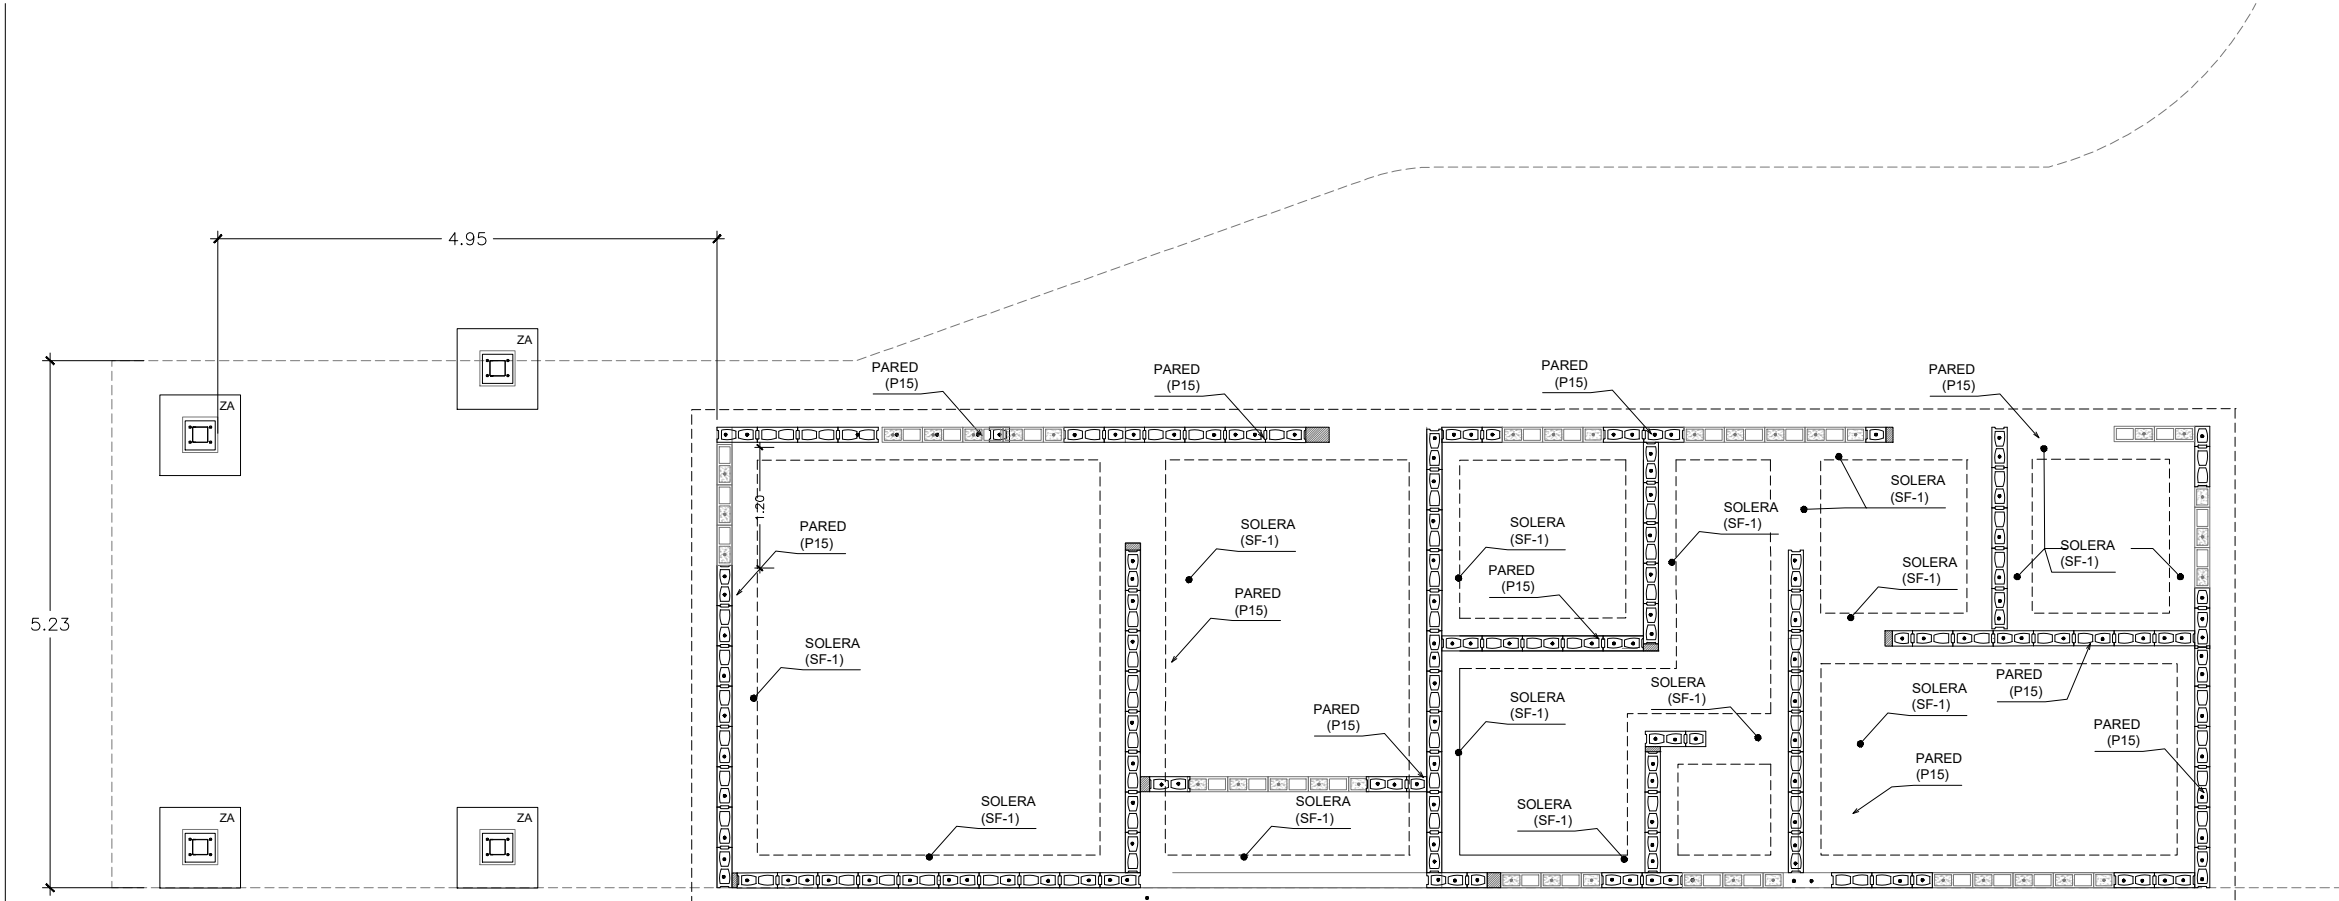 4.95
ZA
PARED
(P15)
PARED
(P15)
PARED
(P15)
PARED
(P15)
ZA
1.20
PARED
(P15)
SOLERA
(SF-1)
SOLERA
(SF-1)
SOLERA
(SF-1)
SOLERA
(SF-1)
SOLERA
(SF-1)
PARED
(P15)
SOLERA
(SF-1)
PARED
(P15)
5.23
SOLERA
(SF-1)
SOLERA
(SF-1)
SOLERA
(SF-1)
SOLERA
(SF-1)
PARED
(P15)
PARED
(P15)
PARED
(P15)
PARED
(P15)
ZA
ZA
SOLERA
(SF-1)
SOLERA
(SF-1)
SOLERA
(SF-1)